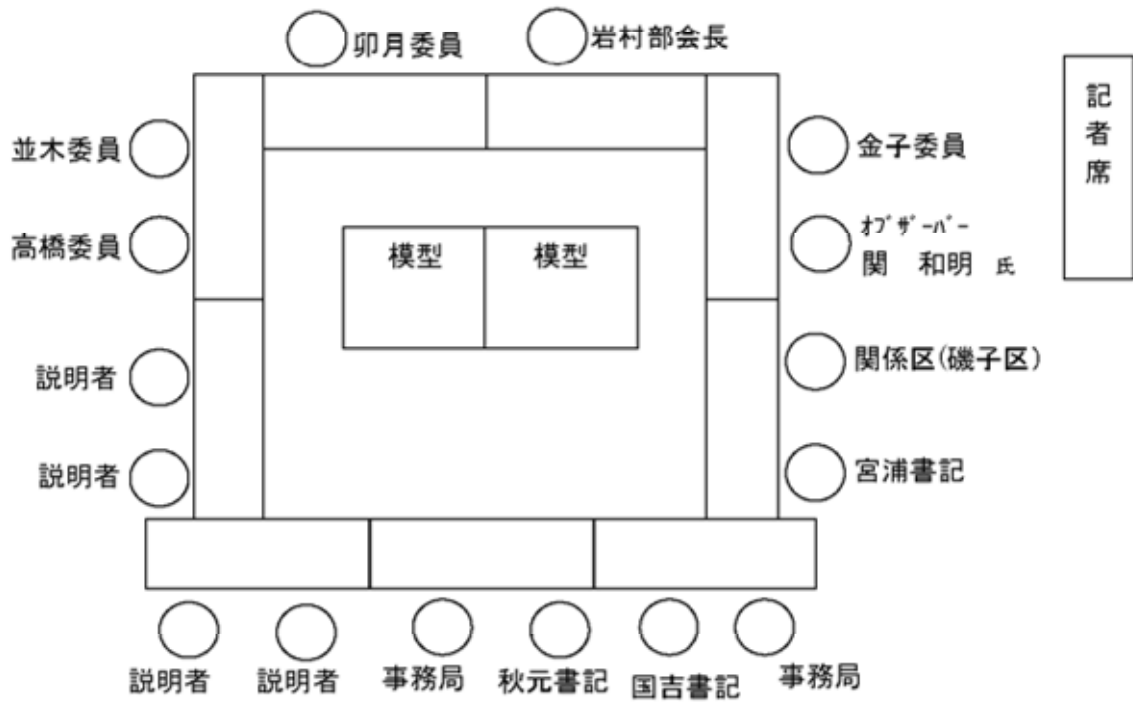 卯月委員
岩村部会長
記者席
並木委員
金子委員
高橋委員
ｵﾌﾞｻﾞｰﾊﾞｰ
関　和明 氏
模型
模型
説明者
関係区(磯子区)
説明者
宮浦書記
説明者
説明者
事務局
秋元書記
国吉書記
事務局